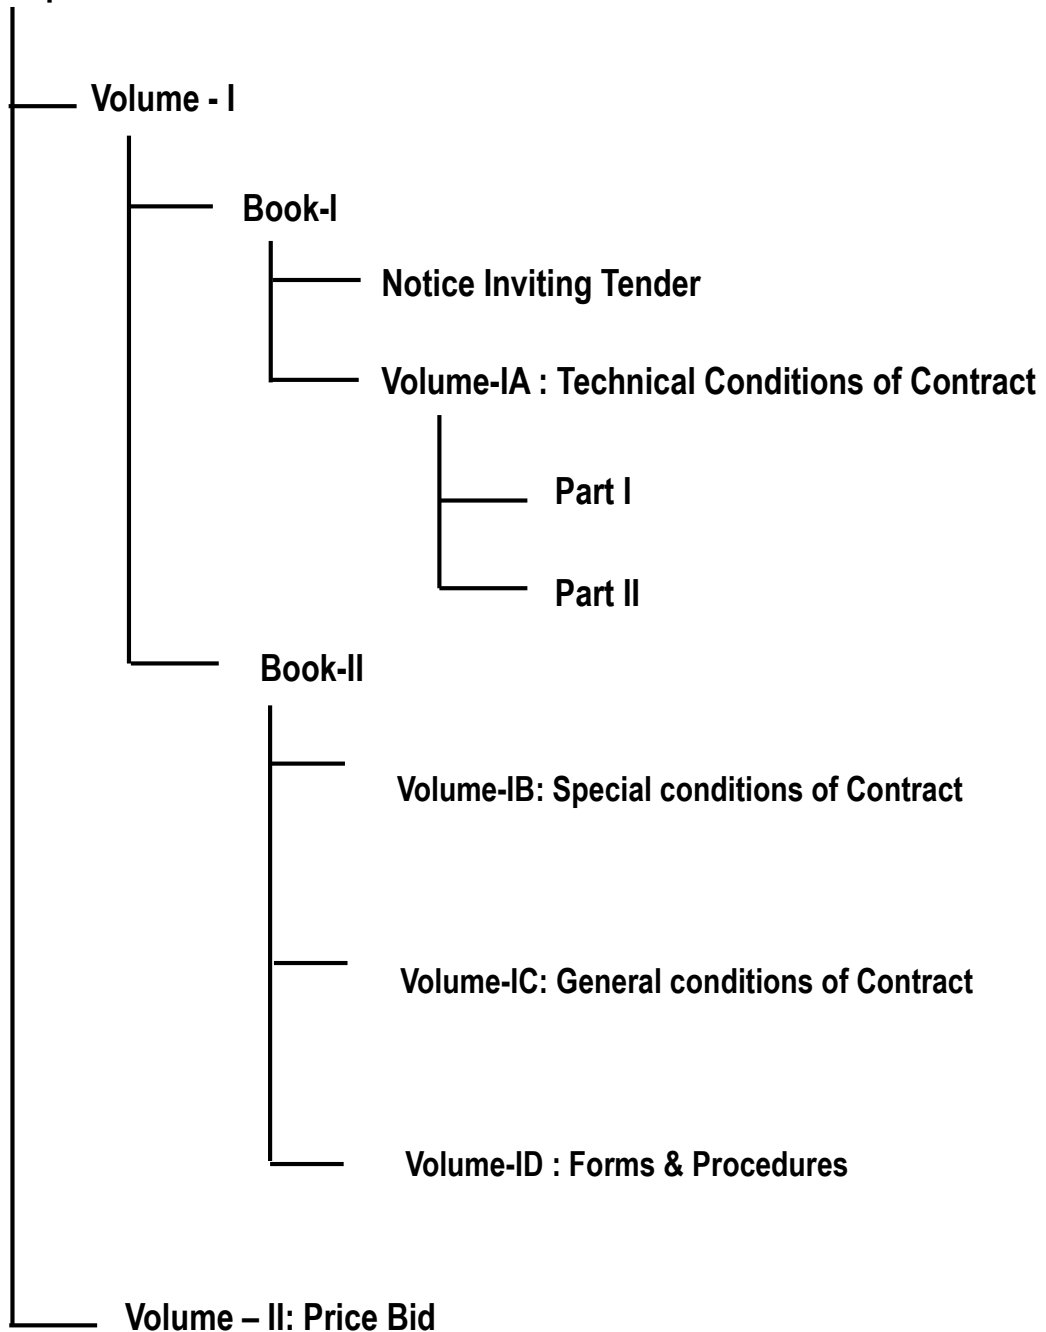 Volume - I
Book-I
Notice Inviting Tender
Volume-IA : Technical Conditions of Contract
Part I
Part II
Book-II
Volume-IB: Special conditions of Contract
Volume-IC: General conditions of Contract
Volume-ID : Forms & Procedures
Volume – II: Price Bid